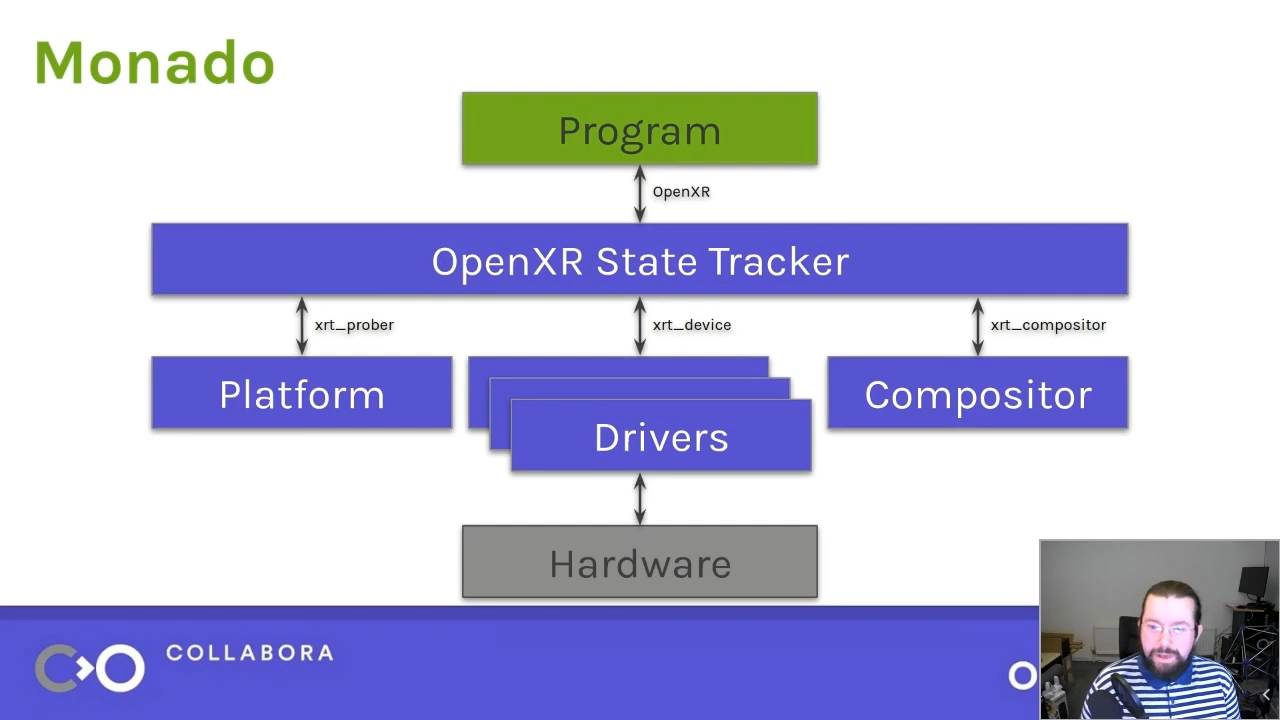 Monado
Program
OpenXR
OpenXR State Tracker
xrt_prober
xrt_device
xrt_compositor
Platform
Drivers
Compositor
Hardware
COLLABORA